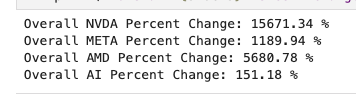 Overall NVDA Percent Change: 15671.34 %
Overall META Percent Change: 1189.94 %
Overall AMD Percent Change: 5680.78 %
Overall AI Percent Change: 151.18 %